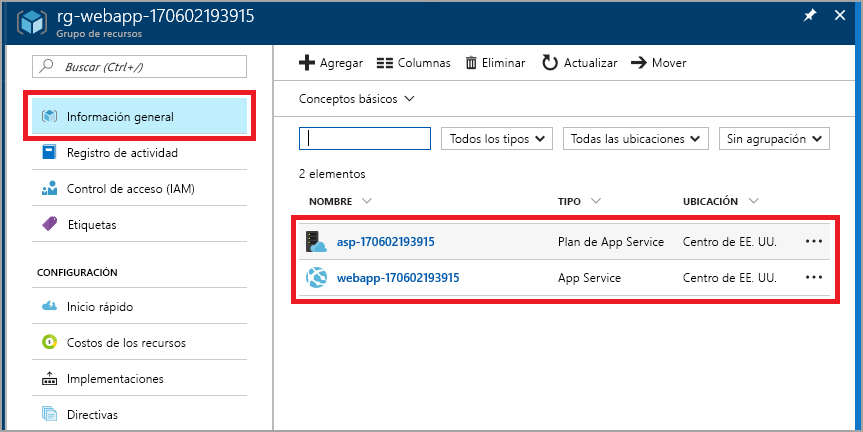 rg-webapp-170602193915
Grupo de recursos
Buscar (Ctrl+/)
Información general
Registro de actividad
Control de acceso (IAM)
Etiquetas
CONFIGURACIÓN
Inicio rápido
Costos de los recursos
Implementaciones
Directivas
Agregar Columnas Eliminar Actualizar Mover
Conceptos básicos
Todos los tipos Todas las ubicaciones Sin agrupación
2 elementos
NOMBRE TIPO UBICACIÓN
asp-170602193915 Plan de App Service Centro de EE. UU.
webapp-170602193915 App Service Centro de EE. UU.